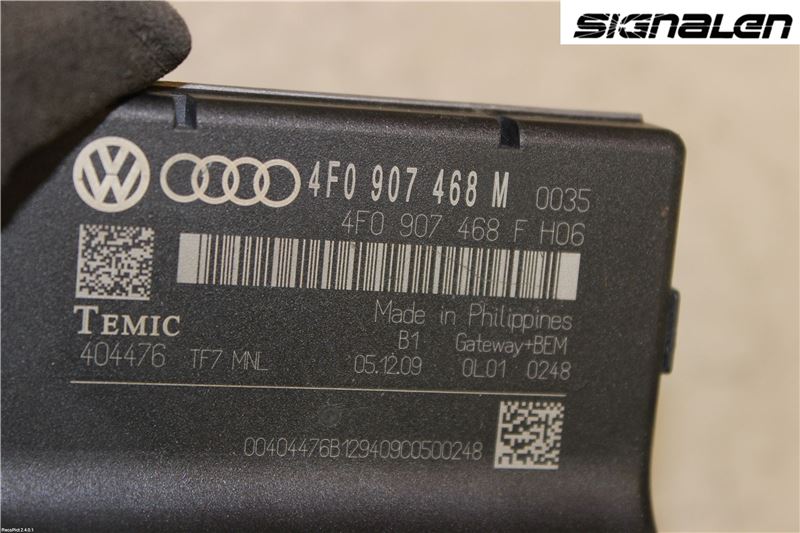 SIGNALEN
4F0 907 468 M 0035
4F0 907 468 F H06
TEMIC
Made in Philippines
B1 Gateway+BEM
404476 TF7 MNL 05.12.09 0L01 0248
00404476B129409C0500248